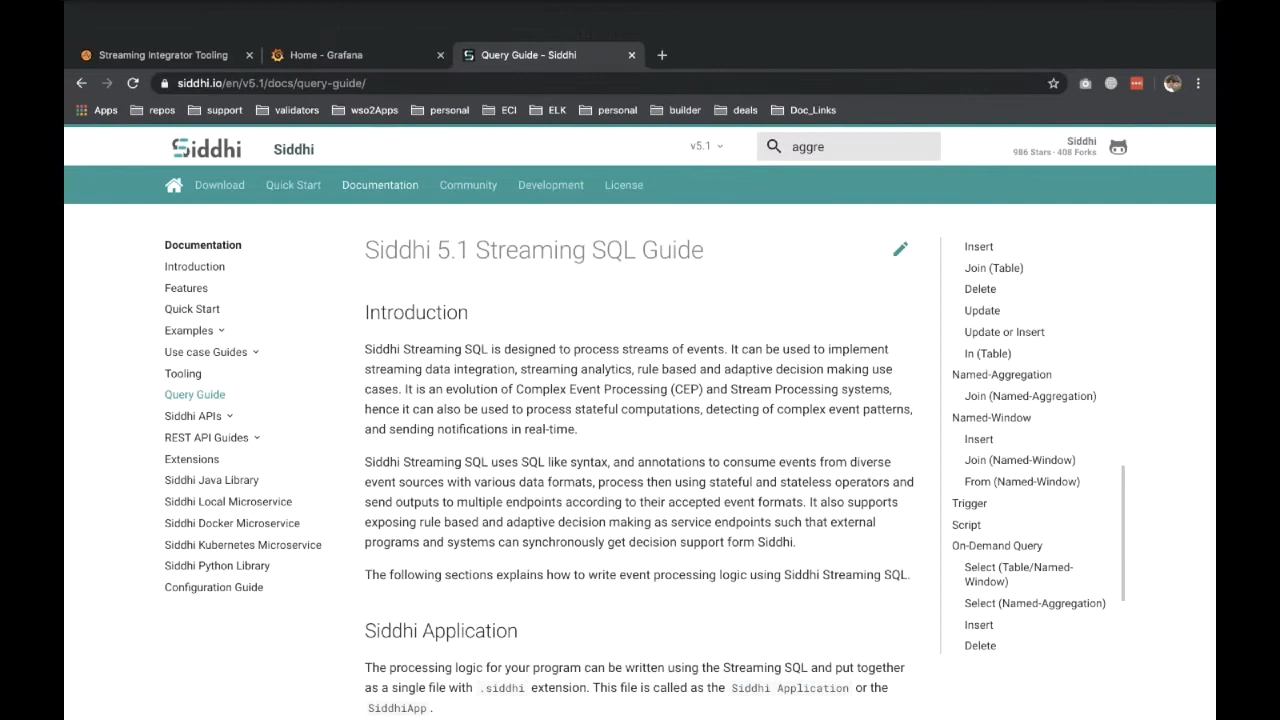 Streaming Integrator Tooling
Home - Grafana
Query Guide - Siddhi
siddhi.io/en/v5.1/docs/query-guide/
Apps repos support validators wso2Apps personal ECI ELK personal builder deals Doc_Links
Siddhi Siddhi
v5.1
aggre
Siddhi
986 Stars · 408 Forks
Download Quick Start Documentation Community Development License
Documentation
Introduction
Features
Quick Start
Examples
Use case Guides
Tooling
Query Guide
Siddhi APIs
REST API Guides
Extensions
Siddhi Java Library
Siddhi Local Microservice
Siddhi Docker Microservice
Siddhi Kubernetes Microservice
Siddhi Python Library
Configuration Guide
Siddhi 5.1 Streaming SQL Guide
Introduction
Siddhi Streaming SQL is designed to process streams of events. It can be used to implement
streaming data integration, streaming analytics, rule based and adaptive decision making use
cases. It is an evolution of Complex Event Processing (CEP) and Stream Processing systems,
hence it can also be used to process stateful computations, detecting of complex event patterns,
and sending notifications in real-time.
Siddhi Streaming SQL uses SQL like syntax, and annotations to consume events from diverse
event sources with various data formats, process then using stateful and stateless operators and
send outputs to multiple endpoints according to their accepted event formats. It also supports
exposing rule based and adaptive decision making as service endpoints such that external
programs and systems can synchronously get decision support form Siddhi.
The following sections explains how to write event processing logic using Siddhi Streaming SQL.
Siddhi Application
The processing logic for your program can be written using the Streaming SQL and put together
as a single file with .siddhi extension. This file is called as the Siddhi Application or the
SiddhiApp.
Insert
Join (Table)
Delete
Update
Update or Insert
In (Table)
Named-Aggregation
Join (Named-Aggregation)
Named-Window
Insert
Join (Named-Window)
From (Named-Window)
Trigger
Script
On-Demand Query
Select (Table/Named-
Window)
Select (Named-Aggregation)
Insert
Delete